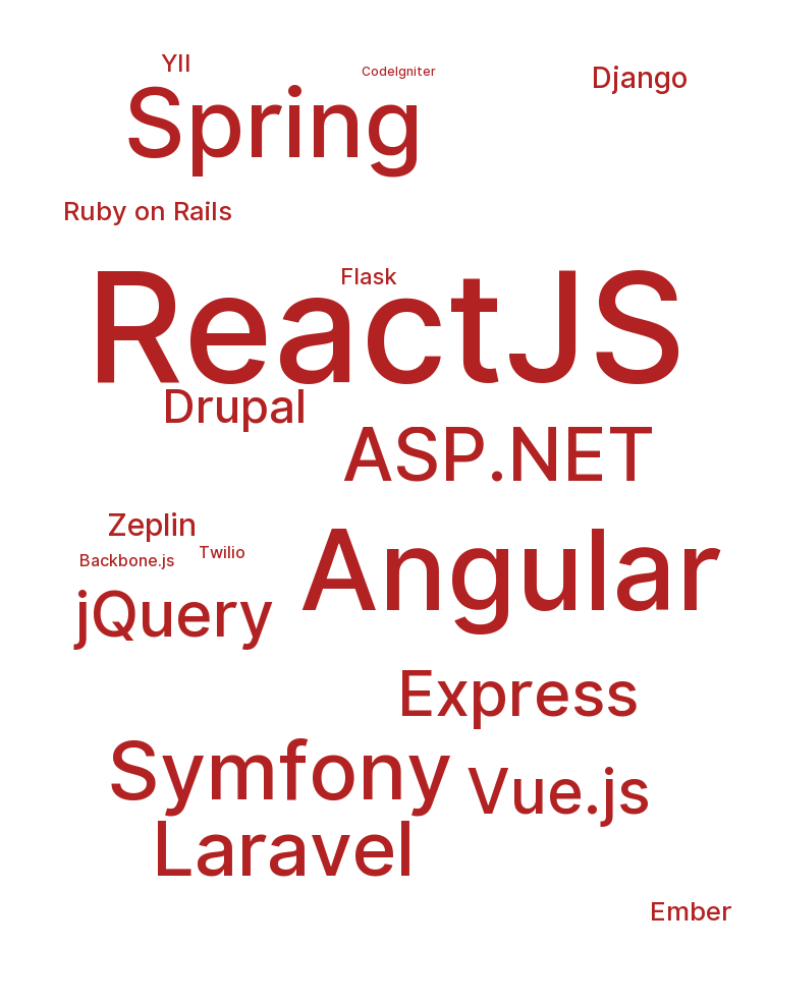 YII
CodeIgniter
Django
Spring
Ruby on Rails
Flask
ReactJS
Drupal
ASP.NET
Zeplin
Twilio
Backbone.js
Angular
jQuery
Express
Symfony
Vue.js
Laravel
Ember